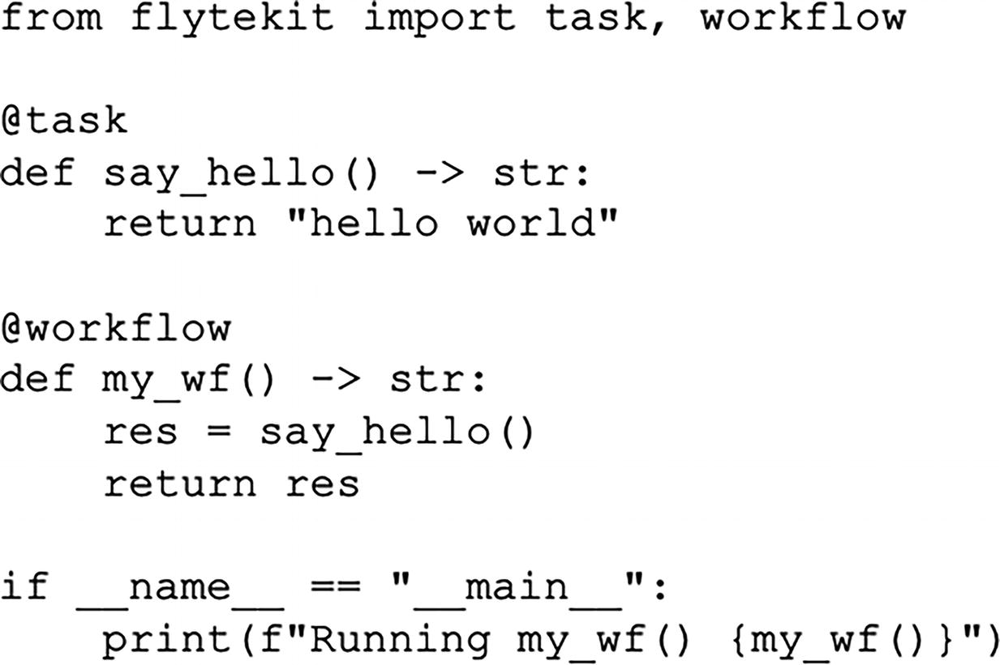 from flytekit import task, workflow
@task
def say_hello() -> str:
    return "hello world"
@workflow
def my_wf() -> str:
    res = say_hello()
    return res
if __name__ == "__main__":
    print(f"Running my_wf() {my_wf()}")